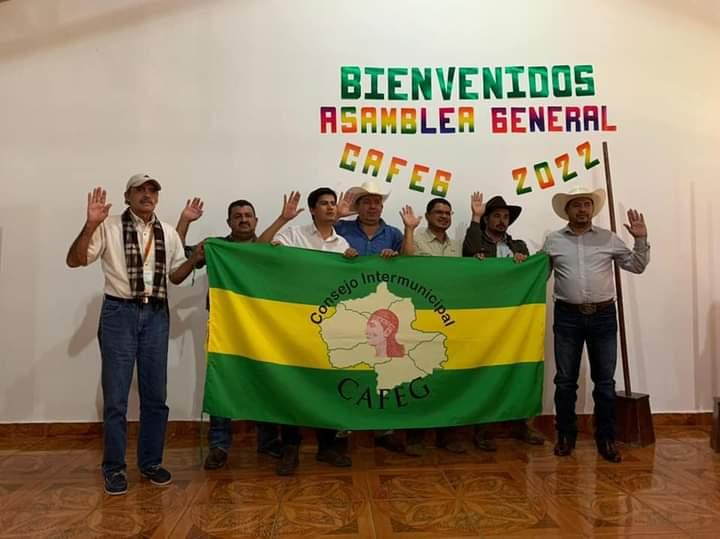 BIENVENIDOS
ASAMBLEA GENERAL
CAFEG 2022
Consejo Intermunicipal
CAFEG